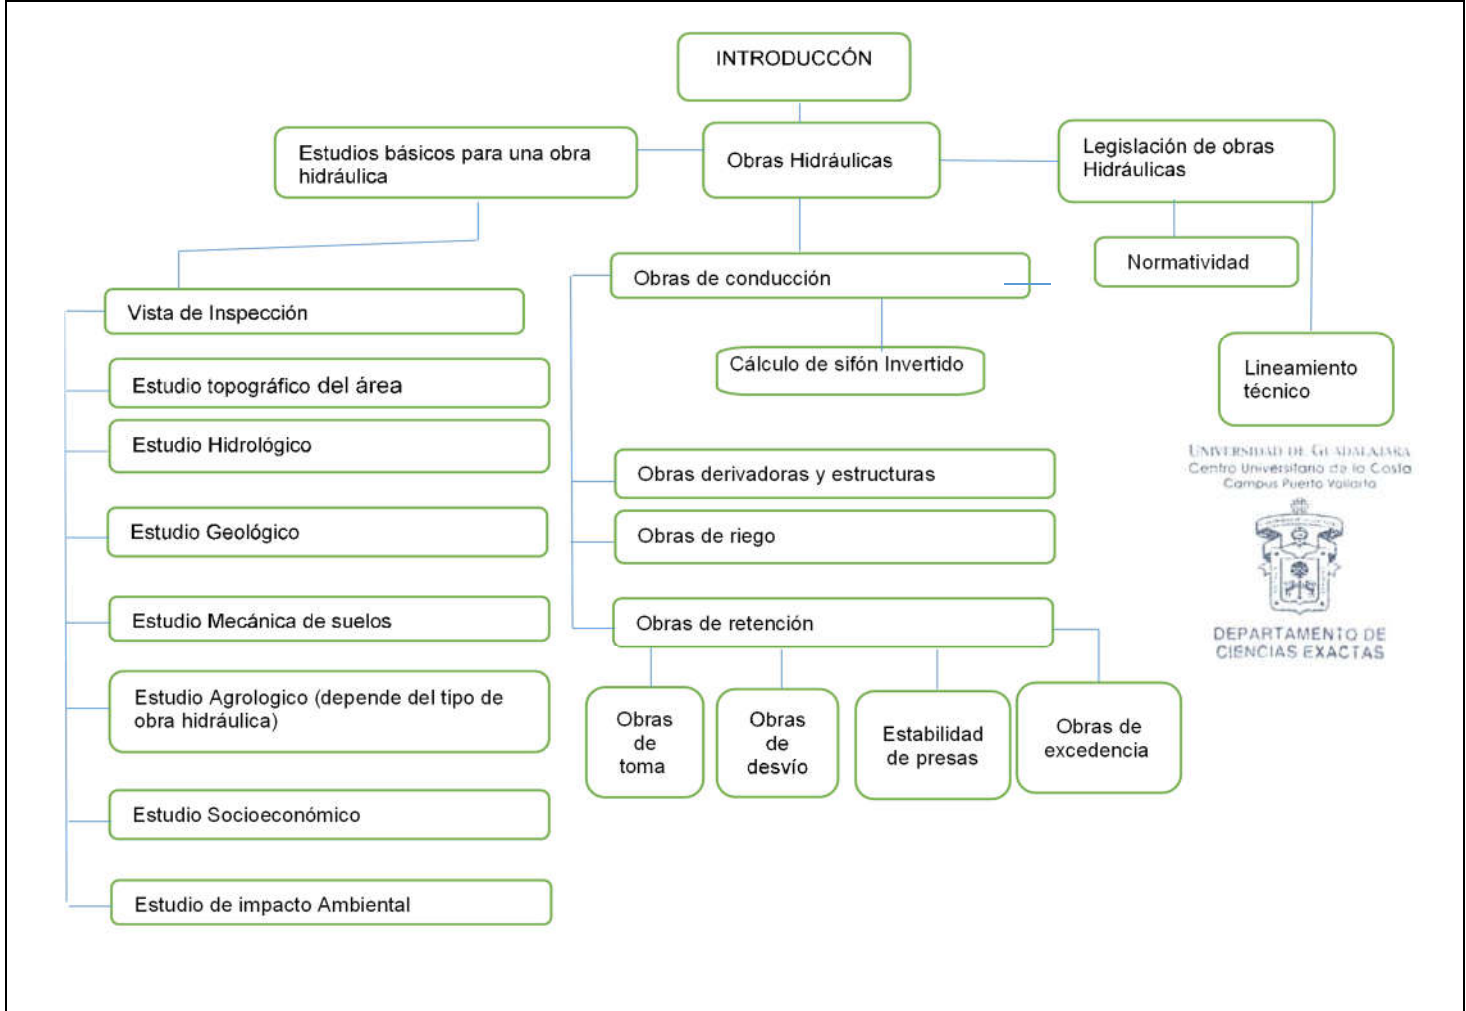 INTRODUCCÓN
Estudios básicos para una obra
hidráulica
Obras Hidráulicas
Legislación de obras
Hidráulicas
Normatividad
Lineamiento
técnico
Obras de conducción
Cálculo de sifón Invertido
Obras derivadoras y estructuras
Obras de riego
Obras de retención
Obras
de
toma
Obras
de
desvío
Estabilidad
de presas
Obras de
excedencia
Vista de Inspección
Estudio topográfico del área
Estudio Hidrológico
Estudio Geológico
Estudio Mecánica de suelos
Estudio Agrologico (depende del tipo de
obra hidráulica)
Estudio Socioeconómico
Estudio de impacto Ambiental
UNIVERSIDAD DE GUADALAJARA
Centro Universitario de la Costa
Campus Puerto Vallarta
DEPARTAMENTO DE
CIENCIAS EXACTAS